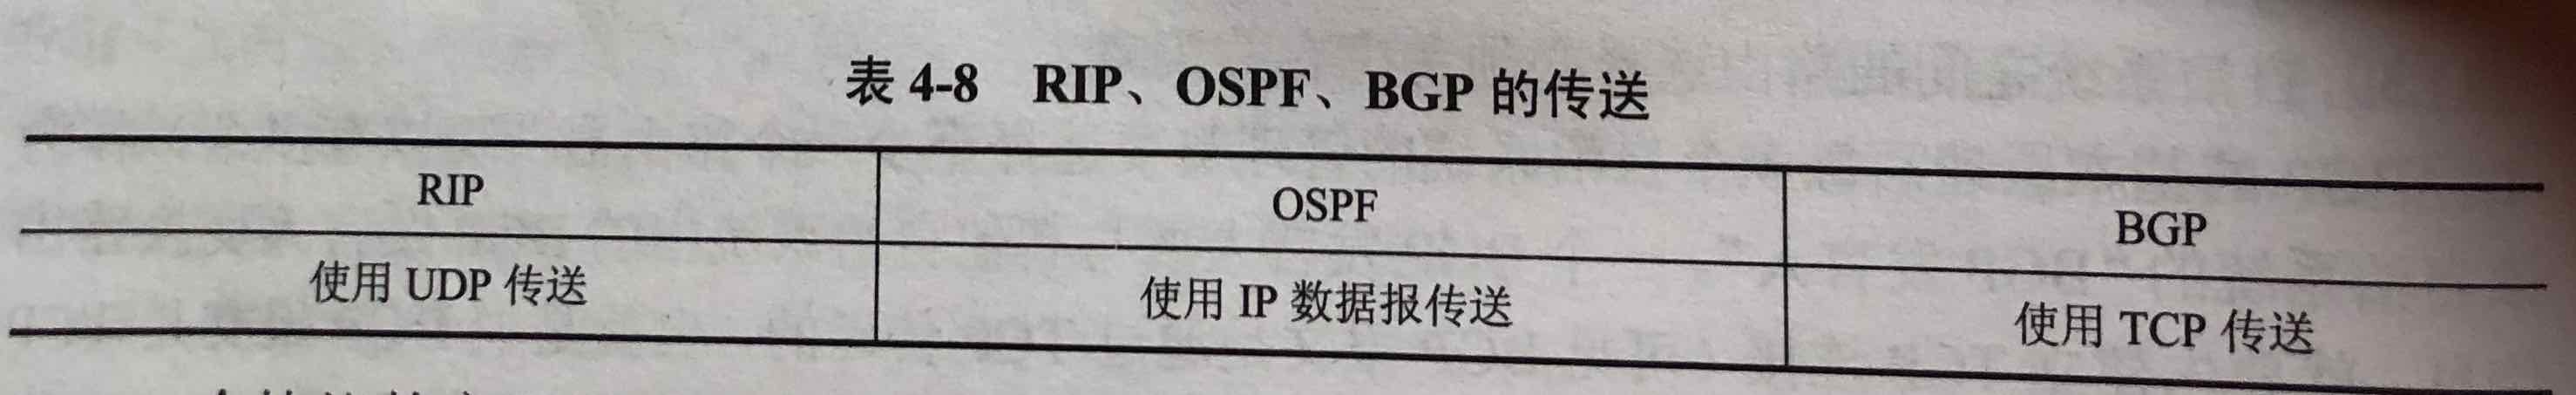 表 4-8 RIP、OSPF、BGP 的传送
RIP OSPF BGP
使用 UDP 传送 使用 IP 数据报传送 使用 TCP 传送